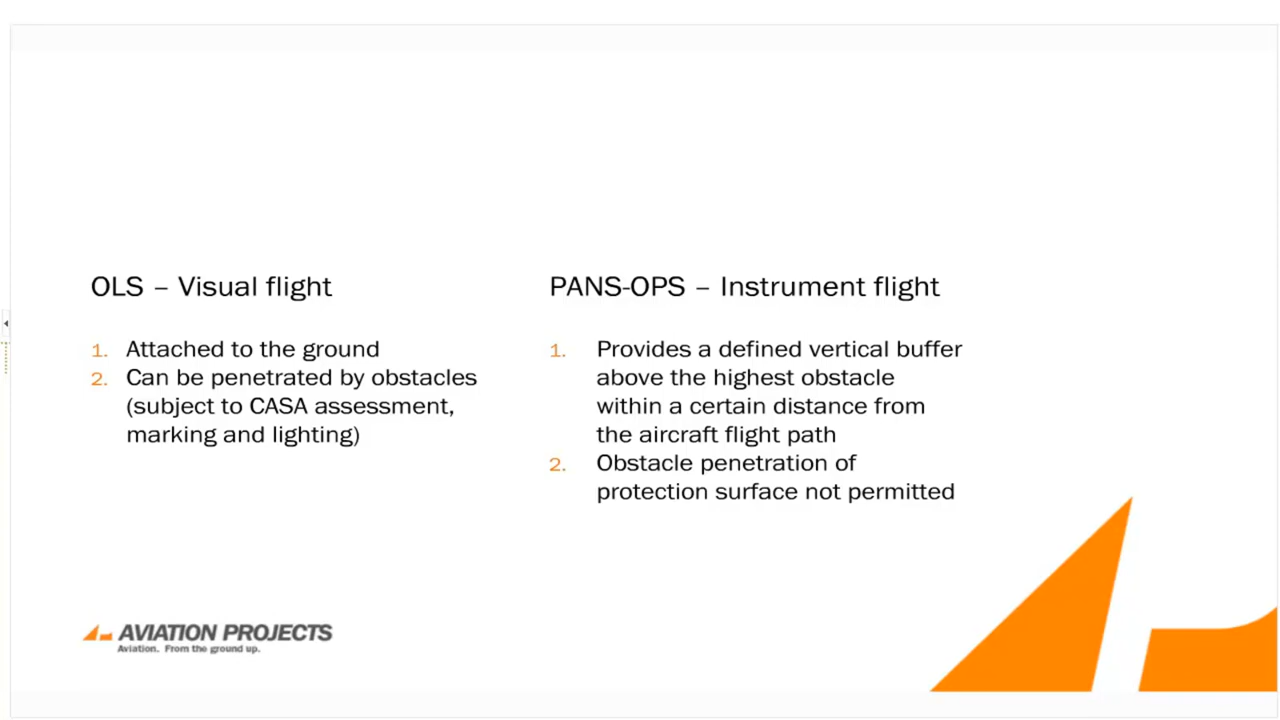 OLS – Visual flight
1. Attached to the ground
2. Can be penetrated by obstacles
(subject to CASA assessment,
marking and lighting)
PANS-OPS – Instrument flight
1. Provides a defined vertical buffer
above the highest obstacle
within a certain distance from
the aircraft flight path
2. Obstacle penetration of
protection surface not permitted
AVIATION PROJECTS
Aviation. From the ground up.